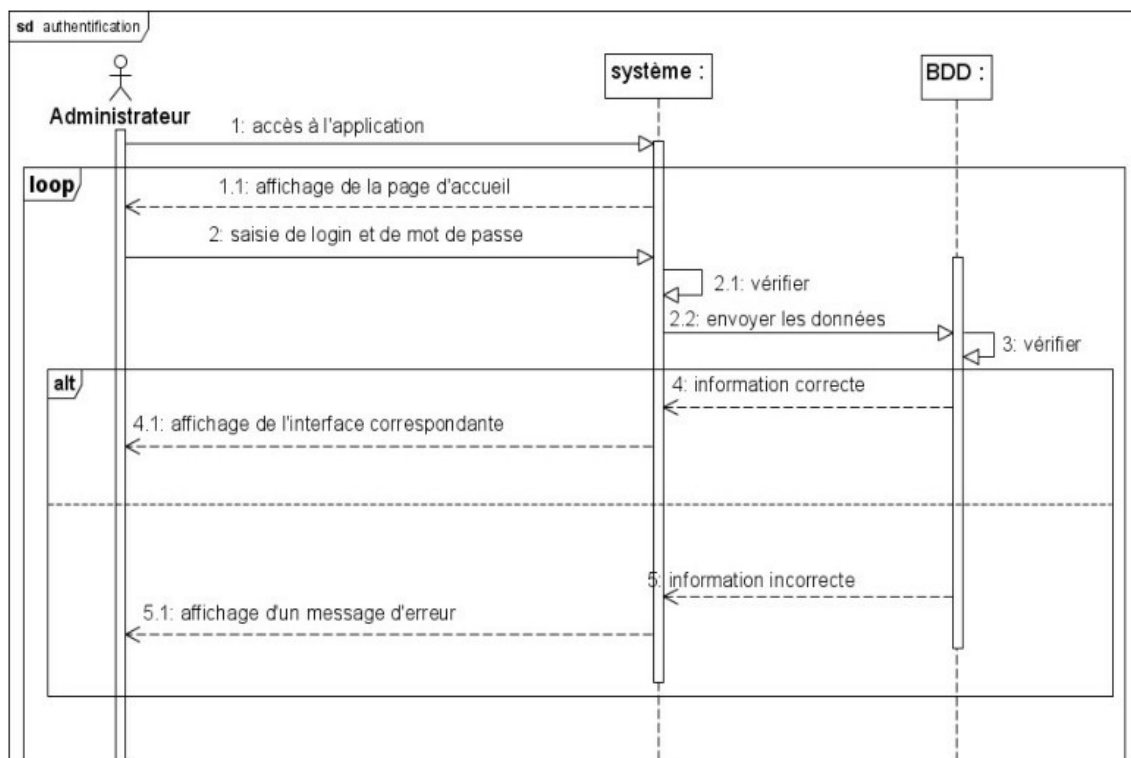 sd authentification
système :
BDD :
Administrateur
1: accès à l'application
loop
1.1: affichage de la page d'accueil
2: saisie de login et de mot de passe
2.1: vérifier
2.2: envoyer les données
3: vérifier
alt
4: information correcte
4.1: affichage de l'interface correspondante
5: information incorrecte
5.1: affichage d'un message d'erreur